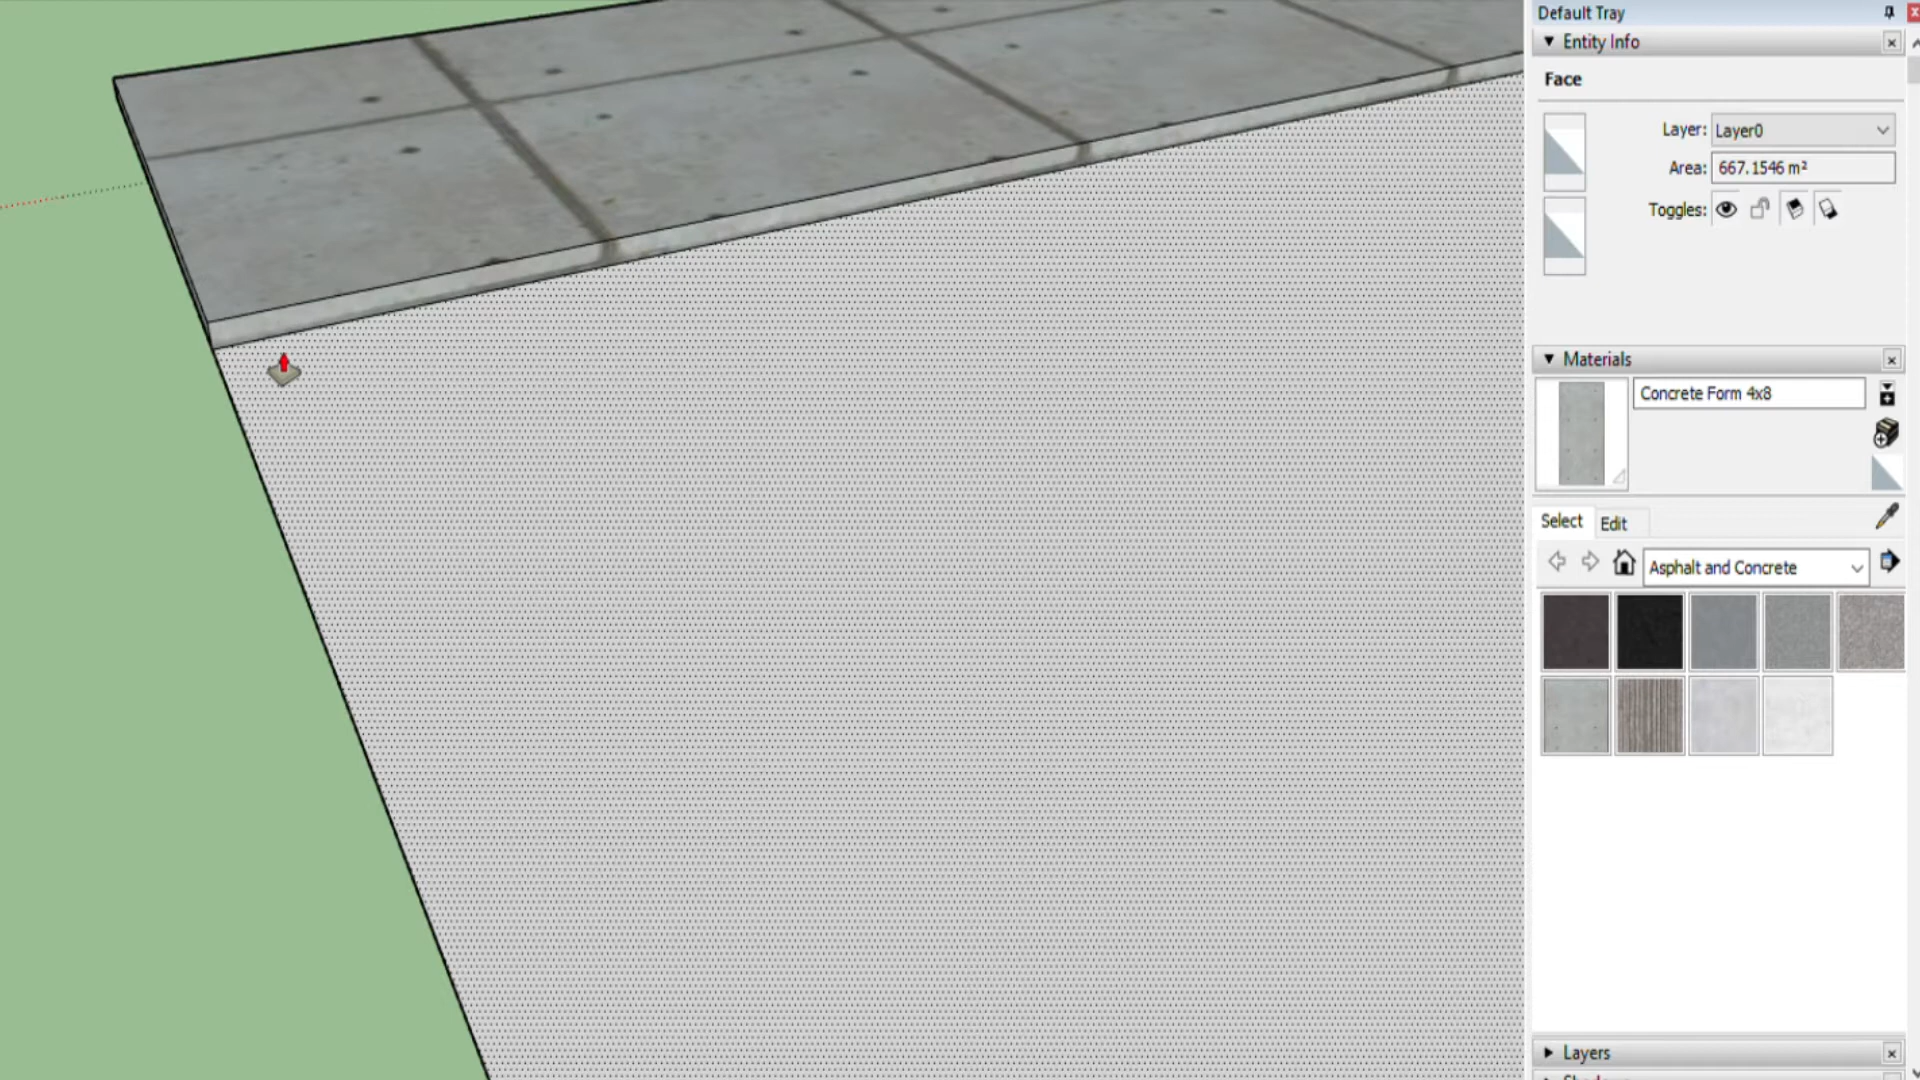 Default Tray
Entity Info
Face
Layer: Layer0
Area: 667.1546 m²
Toggles:
Materials
Concrete Form 4x8
Select Edit
Asphalt and Concrete
Layers